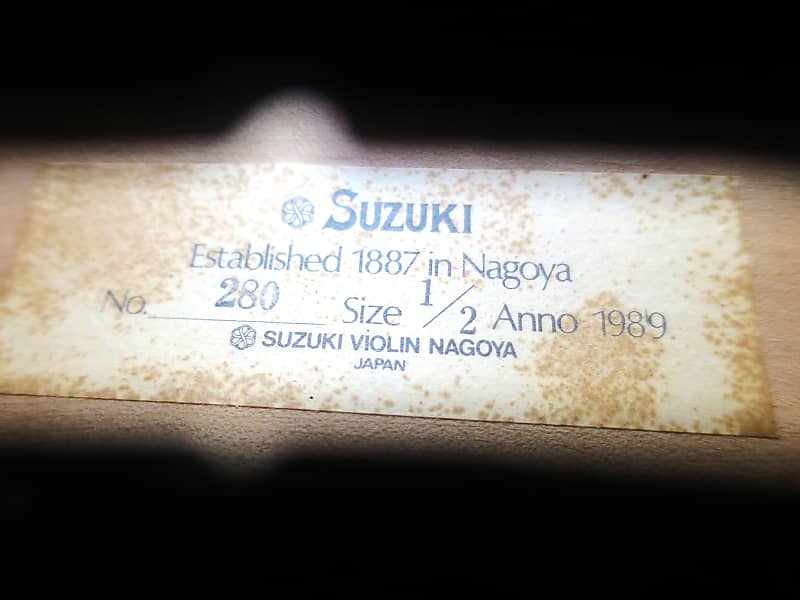 SUZUKI
Established 1887 in Nagoya
No. 280 Size 1/2 Anno 1989
SUZUKI VIOLIN NAGOYA
JAPAN